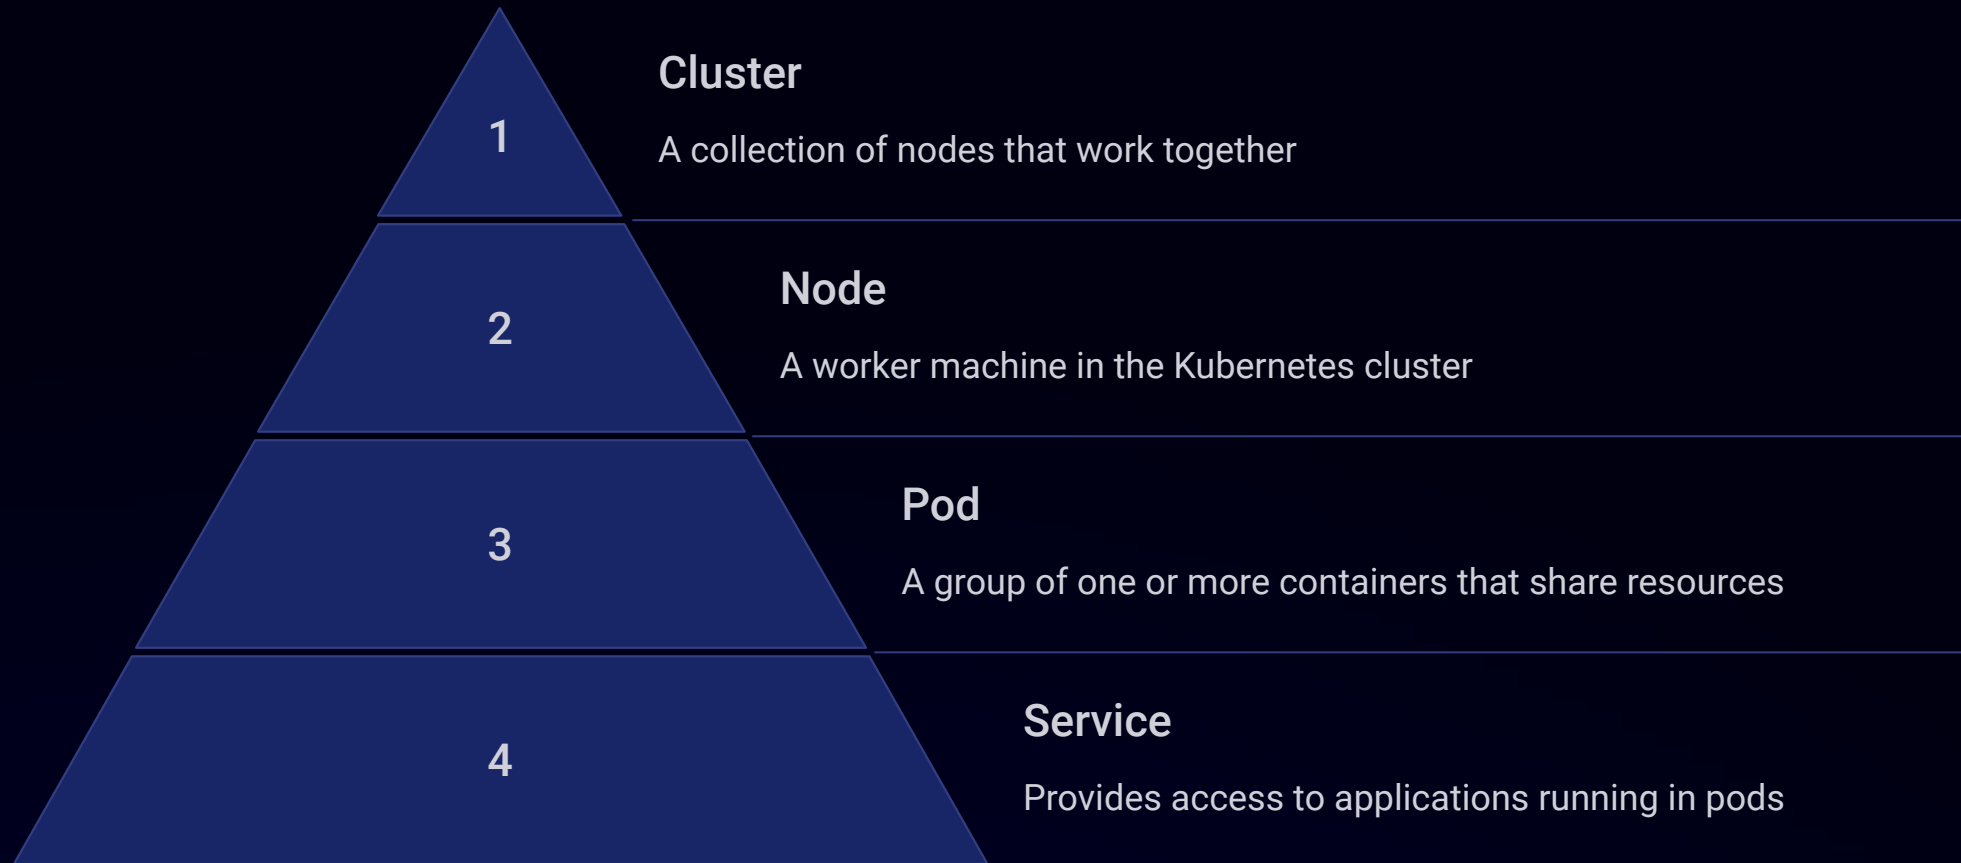 1
Cluster
A collection of nodes that work together
2
Node
A worker machine in the Kubernetes cluster
3
Pod
A group of one or more containers that share resources
4
Service
Provides access to applications running in pods